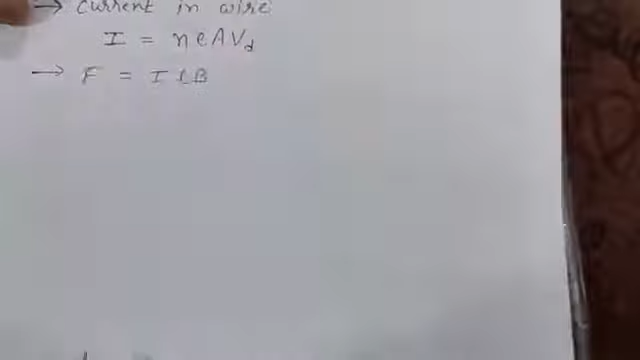 → Current in wire
I = neAV_d
→ F = IlB